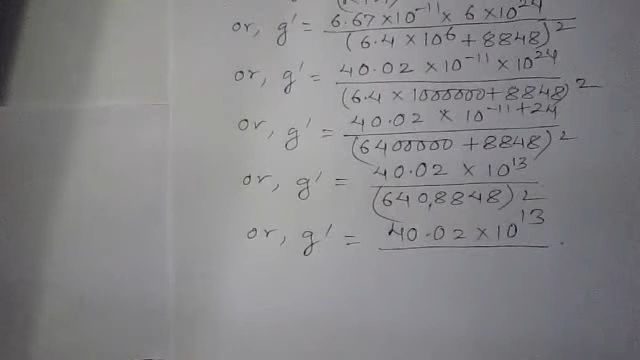 or, g' = 6.67×10⁻¹¹ × 6 ×10²⁴ / (6.4 × 10⁶ + 8848)²
or, g' = 40.02 ×10⁻¹¹ × 10²⁴ / (6.4 × 1000000+ 8848)²
or, g' = 40.02 × 10⁻¹¹⁺²⁴ / (6400000 + 8848)²
or, g' = 40.02 × 10¹³ / (640,8848)²
or, g' = 40.02 × 10¹³